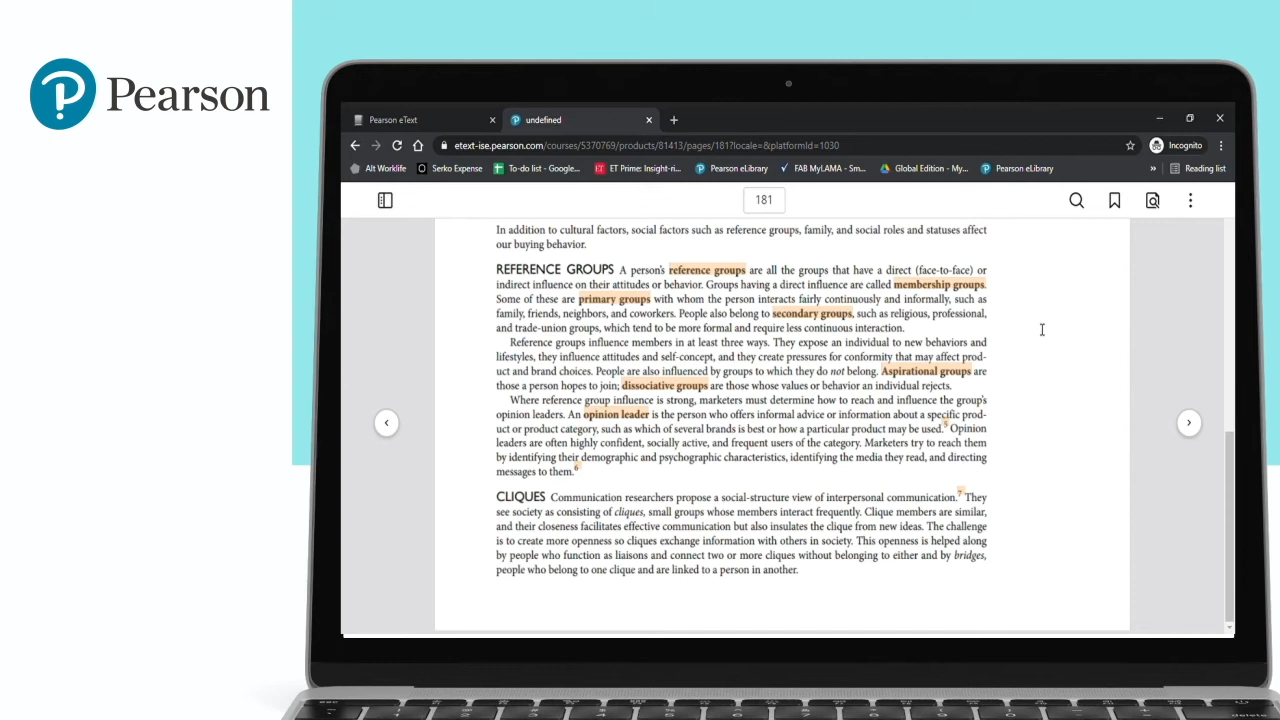 Pearson
Pearson eText
undefined
etext-ise.pearson.com/courses/5370769/products/81413/pages/181?locale=&platformId=1030
Incognito
Alt Worklife
Serko Expense
To-do list - Google...
ET Prime: Insight-ri...
Pearson eLibrary
FAB MyLAMA - Sm...
Global Edition - My...
Pearson eLibrary
»
Reading list
181
In addition to cultural factors, social factors such as reference groups, family, and social roles and statuses affect
our buying behavior.
REFERENCE GROUPS A person's reference groups are all the groups that have a direct (face-to-face) or
indirect influence on their attitudes or behavior. Groups having a direct influence are called membership groups.
Some of these are primary groups with whom the person interacts fairly continuously and informally, such as
family, friends, neighbors, and coworkers. People also belong to secondary groups, such as religious, professional,
and trade-union groups, which tend to be more formal and require less continuous interaction.
Reference groups influence members in at least three ways. They expose an individual to new behaviors and
lifestyles, they influence attitudes and self-concept, and they create pressures for conformity that may affect prod-
uct and brand choices. People are also influenced by groups to which they do not belong. Aspirational groups are
those a person hopes to join; dissociative groups are those whose values or behavior an individual rejects.
Where reference group influence is strong, marketers must determine how to reach and influence the group's
opinion leaders. An opinion leader is the person who offers informal advice or information about a specific prod-
uct or product category, such as which of several brands is best or how a particular product may be used.5 Opinion
leaders are often highly confident, socially active, and frequent users of the category. Marketers try to reach them
by identifying their demographic and psychographic characteristics, identifying the media they read, and directing
messages to them.6
CLIQUES Communication researchers propose a social-structure view of interpersonal communication.7 They
see society as consisting of cliques, small groups whose members interact frequently. Clique members are similar,
and their closeness facilitates effective communication but also insulates the clique from new ideas. The challenge
is to create more openness so cliques exchange information with others in society. This openness is helped along
by people who function as liaisons and connect two or more cliques without belonging to either and by bridges,
people who belong to one clique and are linked to a person in another.